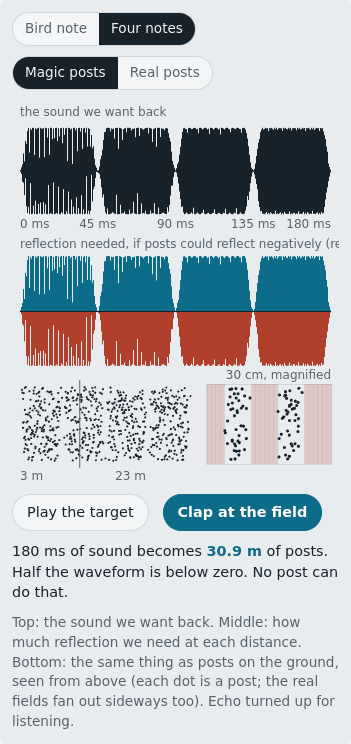 Bird note Four notes
Magic posts Real posts
the sound we want back
0 ms 45 ms 90 ms 135 ms 180 ms
reflection needed, if posts could reflect negatively (re
30 cm, magnified
3 m 23 m
Play the target Clap at the field
180 ms of sound becomes 30.9 m of posts.
Half the waveform is below zero. No post can
do that.
Top: the sound we want back. Middle: how
much reflection we need at each distance.
Bottom: the same thing as posts on the ground,
seen from above (each dot is a post; the real
fields fan out sideways too). Echo turned up for
listening.